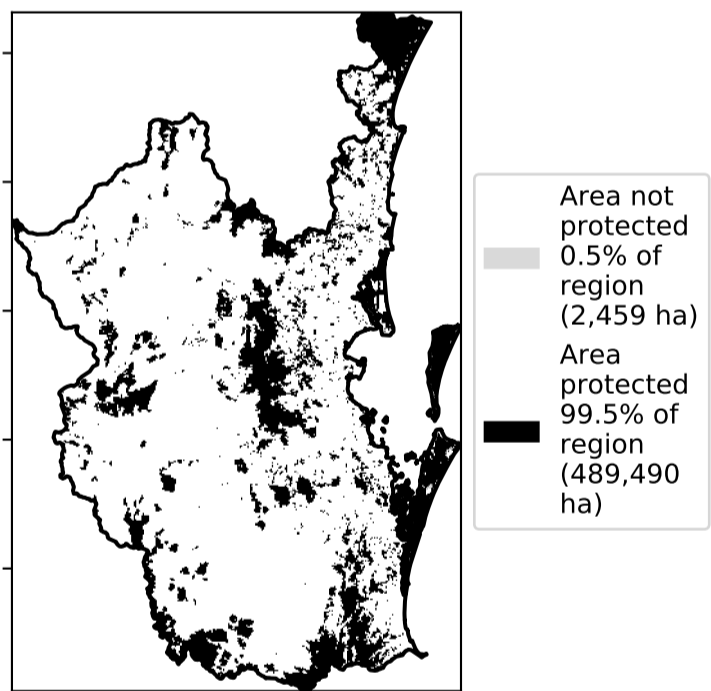 Area not
protected
0.5% of
region
(2,459 ha)
Area
protected
99.5% of
region
(489,490
ha)